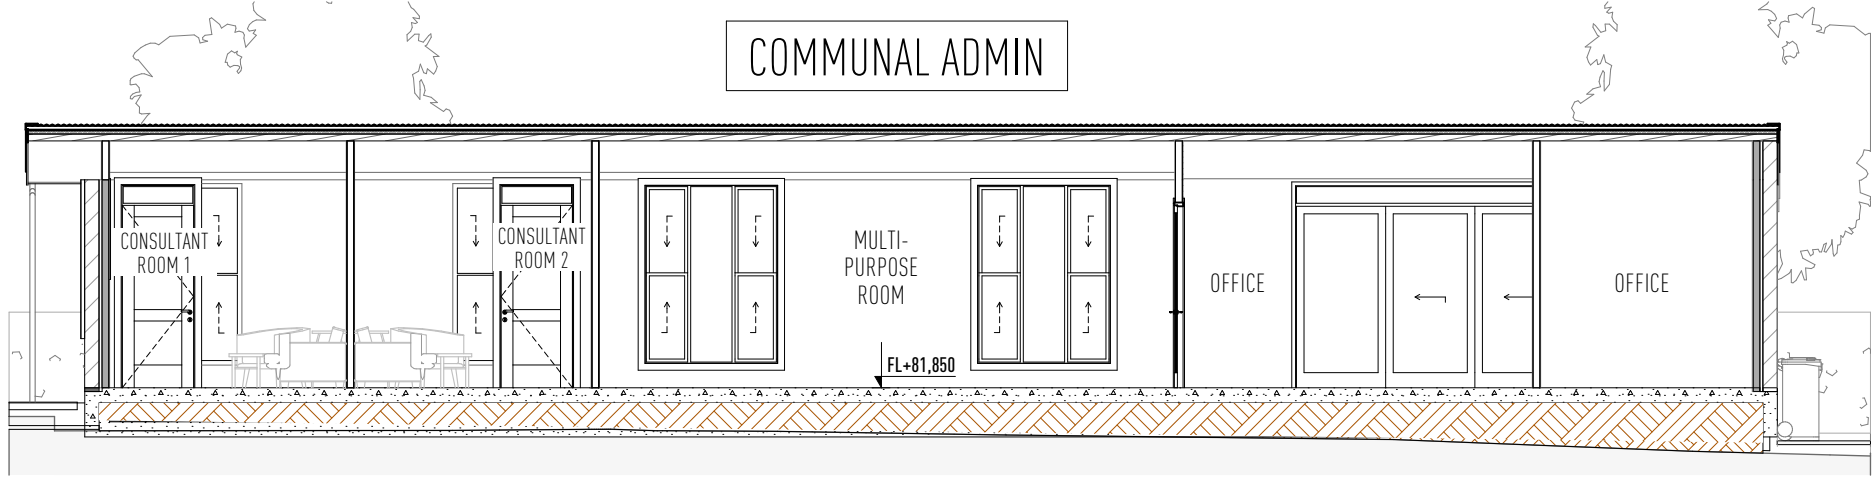 COMMUNAL ADMIN
CONSULTANT
ROOM 1
CONSULTANT
ROOM 2
MULTI-
PURPOSE
ROOM
OFFICE
OFFICE
FL+81,850